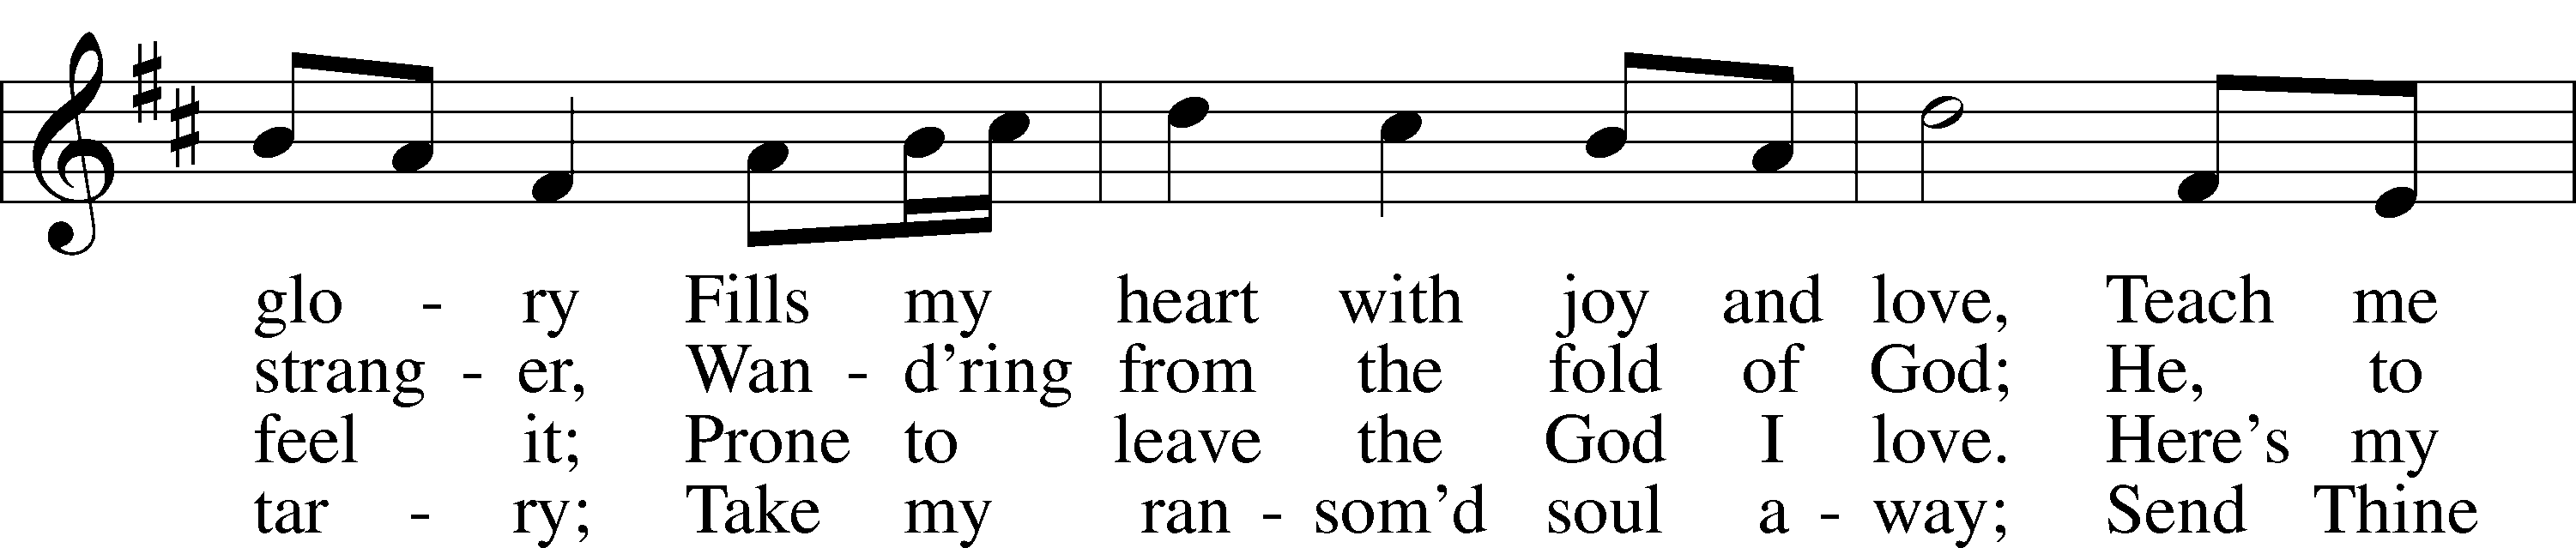 glo - ry Fills my heart with joy and love, Teach me
strang - er, Wan - d'ring from the fold of God; He, to
feel it; Prone to leave the God I love. Here's my
tar - ry; Take my ran - som'd soul a - way; Send Thine